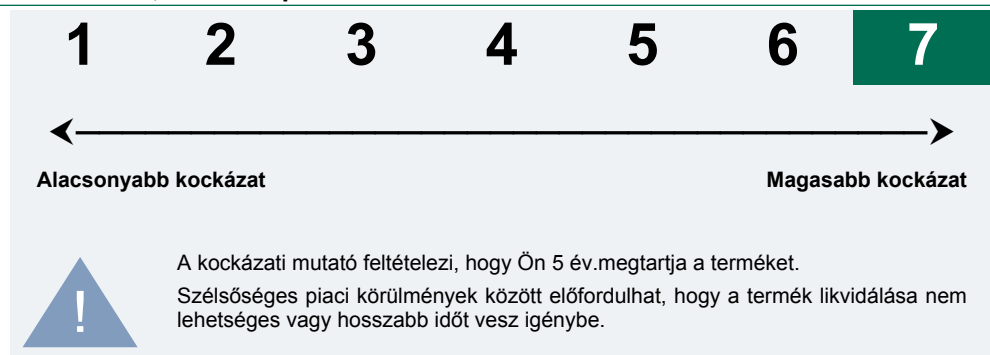 1 2 3 4 5 6 7
Alacsonyabb kockázat Magasabb kockázat
A kockázati mutató feltételezi, hogy Ön 5 év.megtartja a terméket.
Szélsőséges piaci körülmények között előfordulhat, hogy a termék likvidálása nem
lehetséges vagy hosszabb időt vesz igénybe.
!